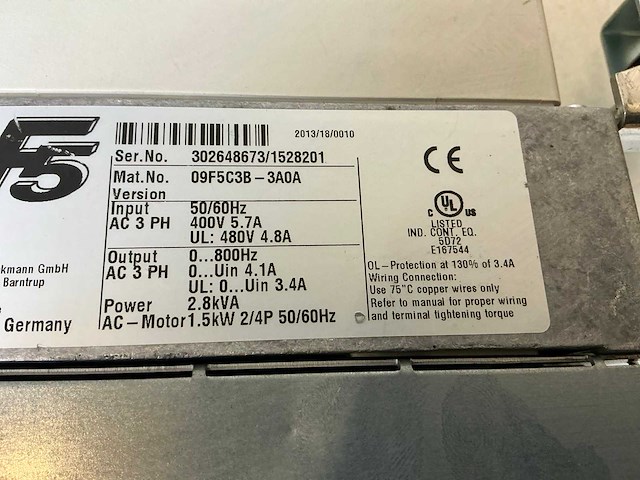 F5
2013/18/0010
Ser.No. 302648673/1528201
Mat.No. 09F5C3B-3A0A
Version
Input 50/60Hz
AC 3 PH 400V 5.7A
UL: 480V 4.8A
Output 0...800Hz
AC 3 PH 0...Uin 4.1A
UL: 0...Uin 3.4A
Power 2.8kVA
AC-Motor 1.5kW 2/4P 50/60Hz
kmann GmbH
Barntrup
Germany
CE
C UL US
LISTED
IND. CONT. EQ.
5D72
E167544
OL-Protection at 130% of 3.4A
Wiring Connection:
Use 75°C copper wires only
Refer to manual for proper wiring
and terminal tightening torque